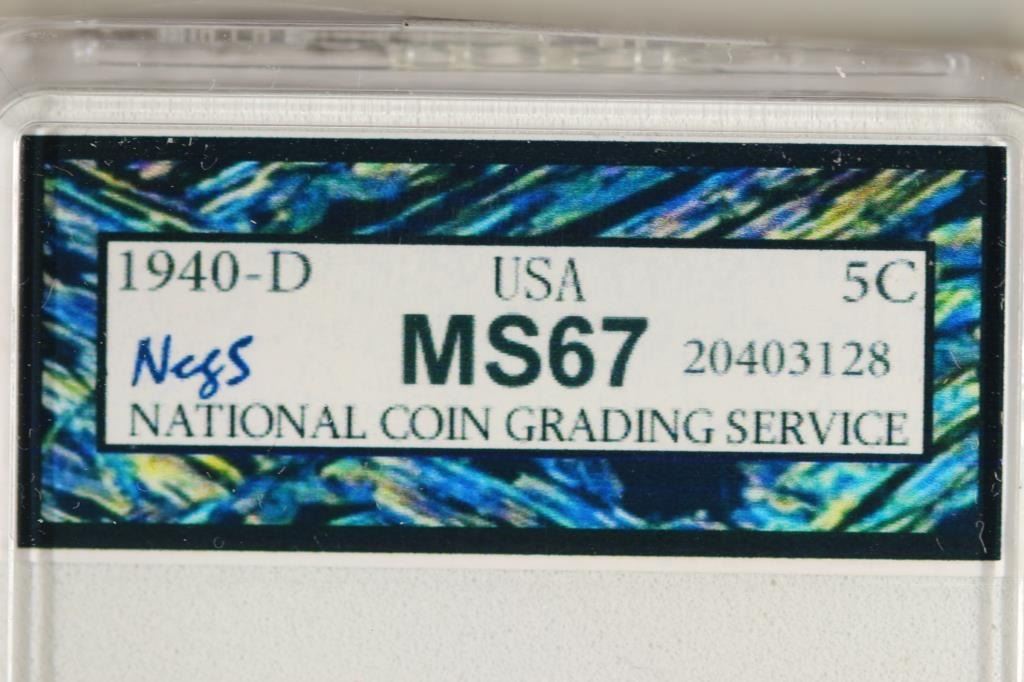 1940-D USA 5C
NcgS MS67 20403128
NATIONAL COIN GRADING SERVICE